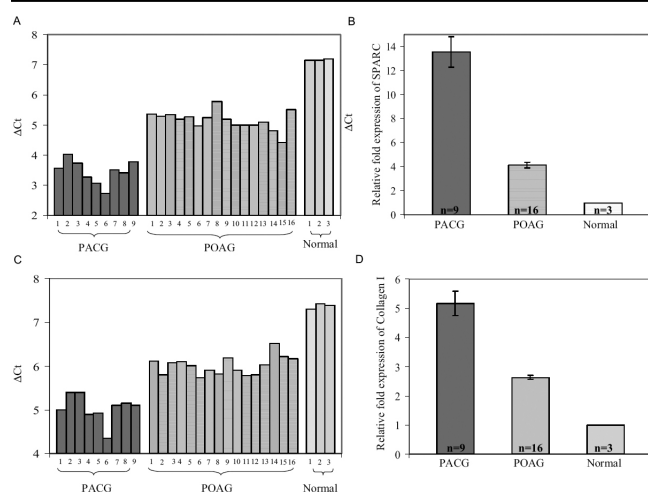 A
ΔCt
8
7
6
5
4
3
2
1 2 3 4 5 6 7 8 9
1 2 3 4 5 6 7 8 9 10 11 12 13 14 15 16
1 2 3
PACG
POAG
Normal
B
Relative fold expression of SPARC
ΔCt
14
12
10
8
6
4
2
0
n=9
n=16
n=3
PACG
POAG
Normal
C
ΔCt
8
7
6
5
4
1 2 3 4 5 6 7 8 9
1 2 3 4 5 6 7 8 9 10 11 12 13 14 15 16
1 2 3
PACG
POAG
Normal
D
Relative fold expression of Collagen I
6
5
4
3
2
1
0
n=9
n=16
n=3
PACG
POAG
Normal